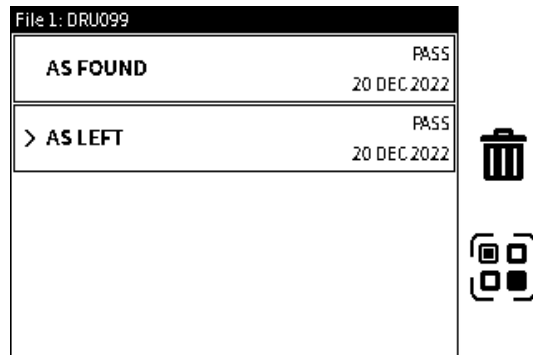 File 1: DRU099
AS FOUND
PASS
20 DEC 2022
> AS LEFT
PASS
20 DEC 2022